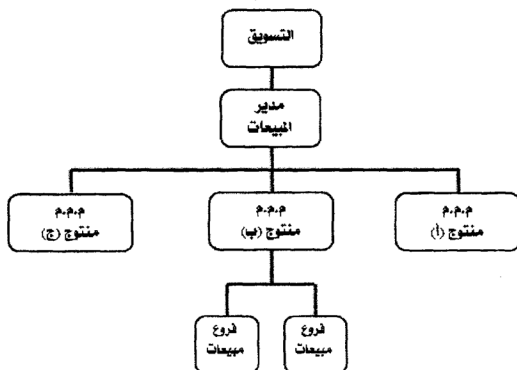 التسويق
مدير
المبيعات
م.م.م
منتوج (أ)
م.م.م
منتوج (ب)
م.م.م
منتوج (ج)
فروع
مبيعات
فروع
مبيعات